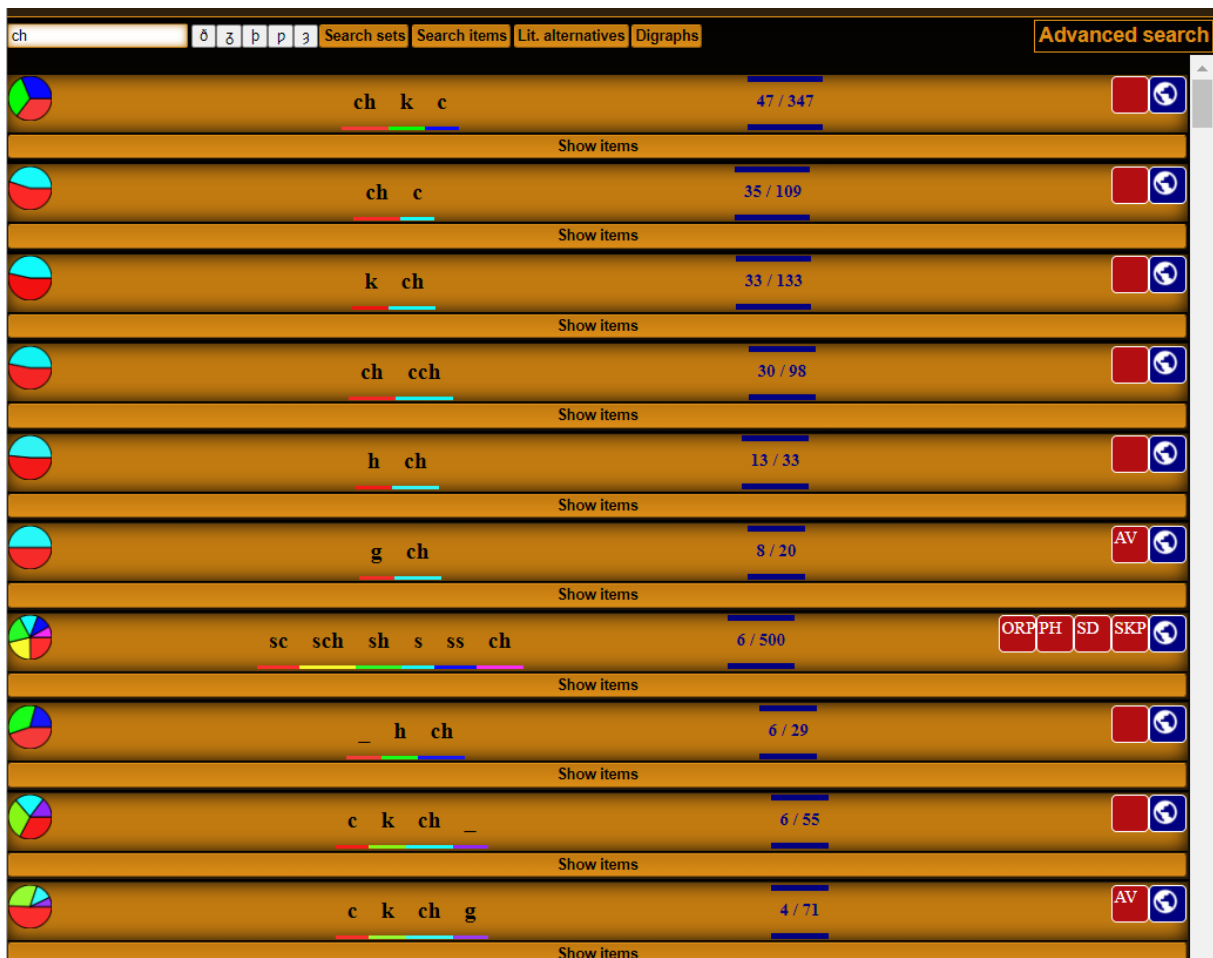 ch ð ʒ þ p ȝ Search sets Search items Lit. alternatives Digraphs Advanced search
ch k c 47 / 347
Show items
ch c 35 / 109
Show items
k ch 33 / 133
Show items
ch cch 30 / 98
Show items
h ch 13 / 33
Show items
g ch 8 / 20 AV
Show items
sc sch sh s ss ch 6 / 500 ORP PH SD SKP
Show items
_ h ch 6 / 29
Show items
c k ch _ 6 / 55
Show items
c k ch g 4 / 71 AV
Show items